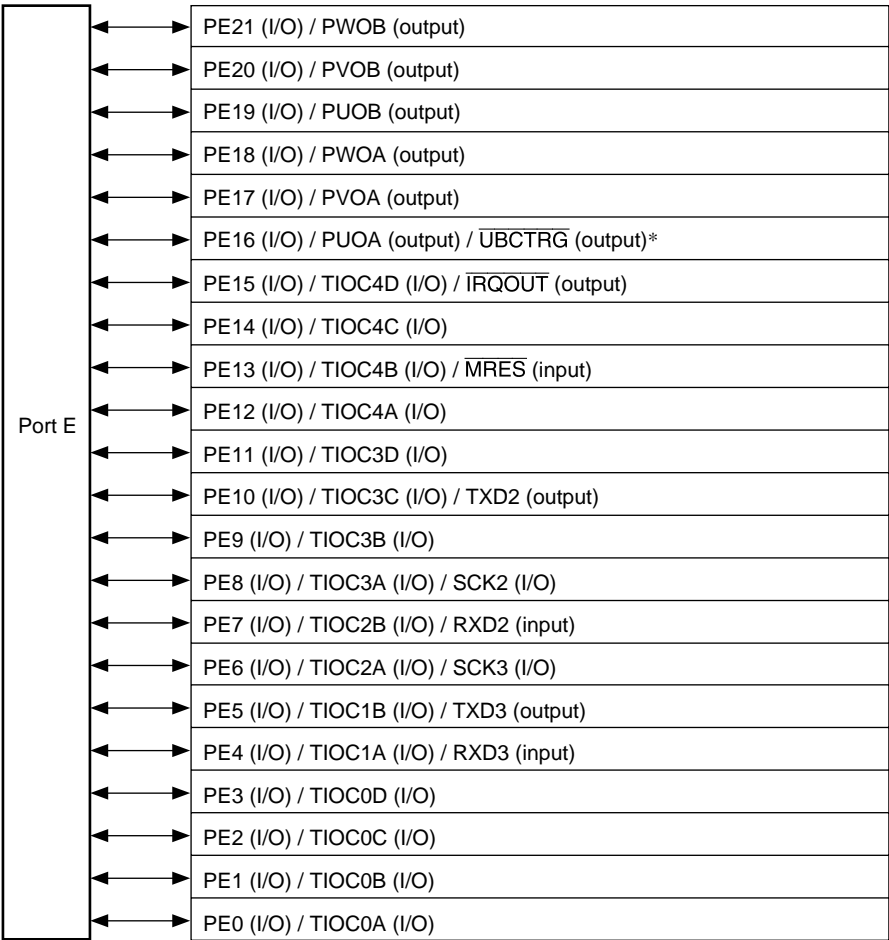 PE21 (I/O) / PWOB (output)
PE20 (I/O) / PVOB (output)
PE19 (I/O) / PUOB (output)
PE18 (I/O) / PWOA (output)
PE17 (I/O) / PVOA (output)
PE16 (I/O) / PUOA (output) / U̅B̅C̅T̅R̅G̅ (output)*
PE15 (I/O) / TIOC4D (I/O) / I̅R̅Q̅O̅U̅T̅ (output)
PE14 (I/O) / TIOC4C (I/O)
PE13 (I/O) / TIOC4B (I/O) / M̅R̅E̅S̅ (input)
Port E
PE12 (I/O) / TIOC4A (I/O)
PE11 (I/O) / TIOC3D (I/O)
PE10 (I/O) / TIOC3C (I/O) / TXD2 (output)
PE9 (I/O) / TIOC3B (I/O)
PE8 (I/O) / TIOC3A (I/O) / SCK2 (I/O)
PE7 (I/O) / TIOC2B (I/O) / RXD2 (input)
PE6 (I/O) / TIOC2A (I/O) / SCK3 (I/O)
PE5 (I/O) / TIOC1B (I/O) / TXD3 (output)
PE4 (I/O) / TIOC1A (I/O) / RXD3 (input)
PE3 (I/O) / TIOC0D (I/O)
PE2 (I/O) / TIOC0C (I/O)
PE1 (I/O) / TIOC0B (I/O)
PE0 (I/O) / TIOC0A (I/O)